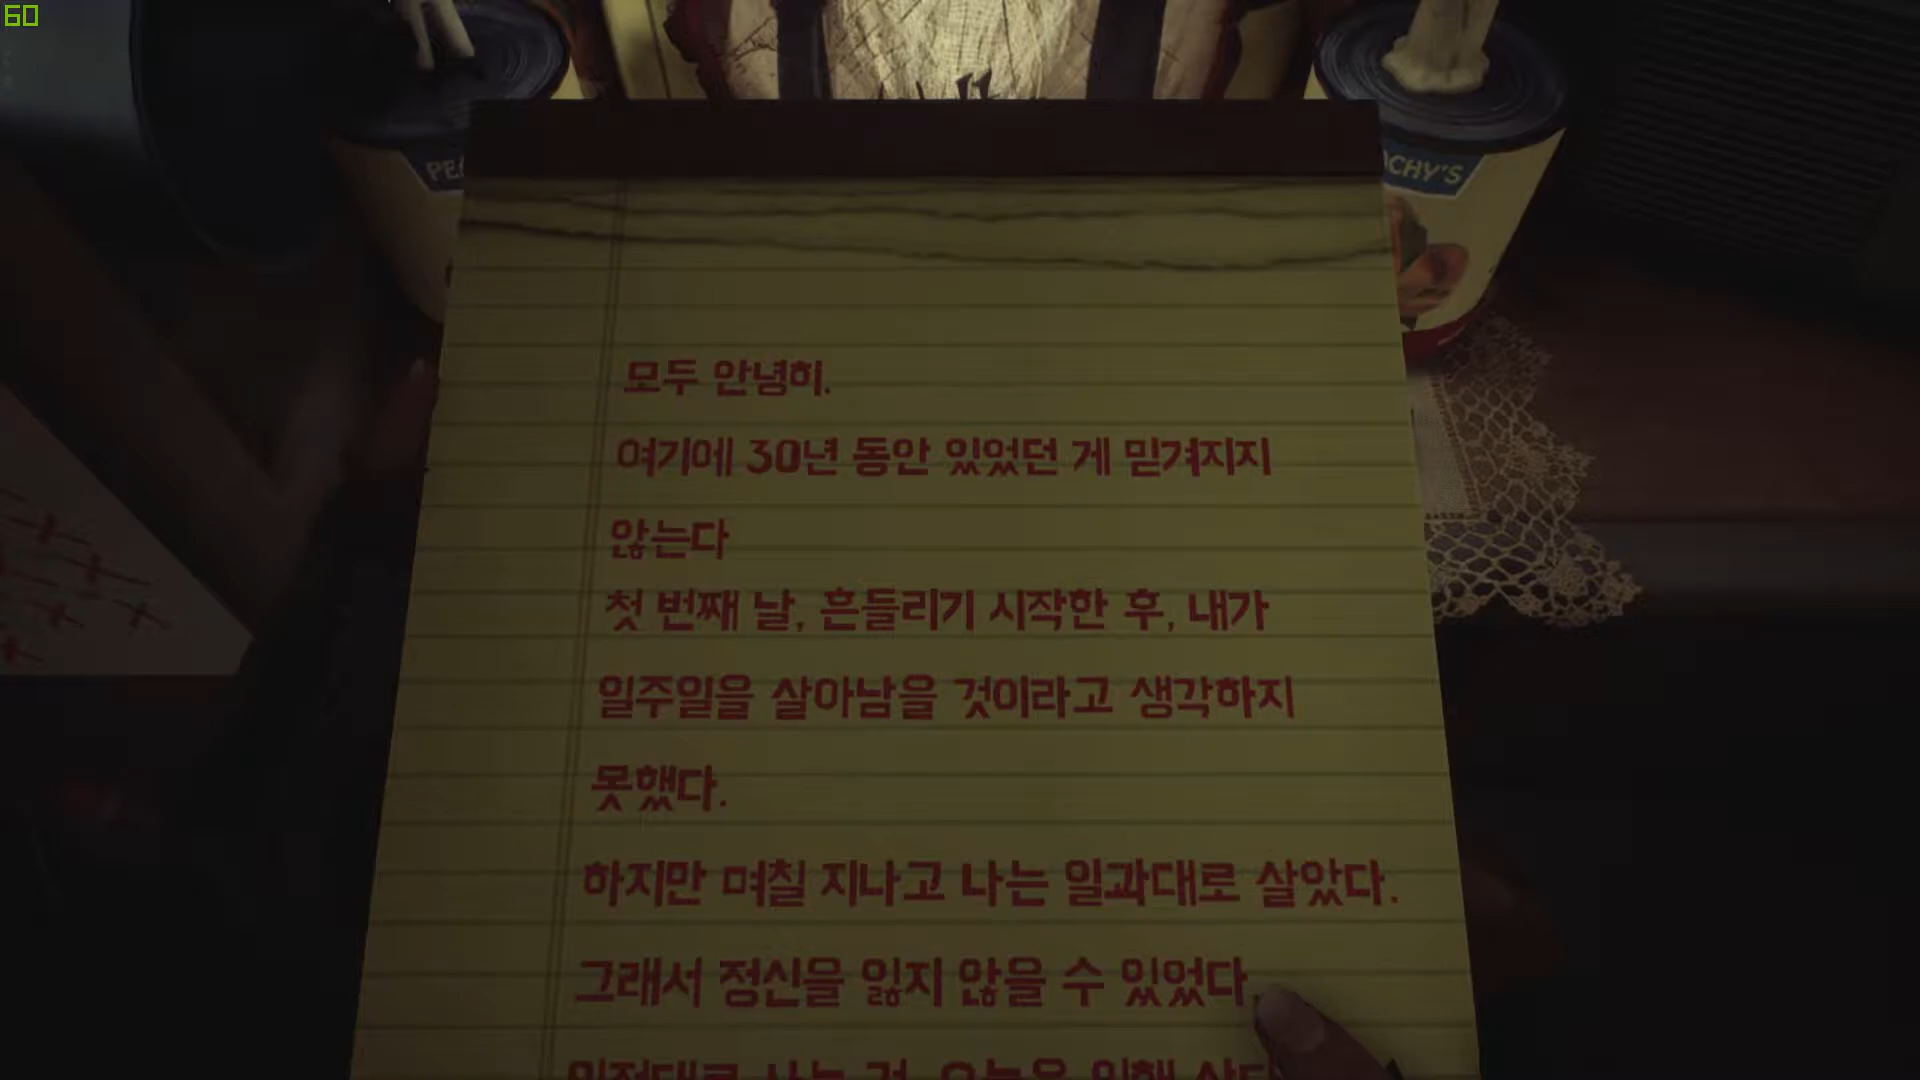 60
CHY'S
모두 안녕히.
여기에 30년 동안 있었던 게 믿겨지지
않는다
첫 번째 날, 흔들리기 시작한 후, 내가
일주일을 살아남을 것이라고 생각하지
못했다.
하지만 며칠 지나고 나는 일과대로 살았다.
그래서 정신을 잃지 않을 수 있었다